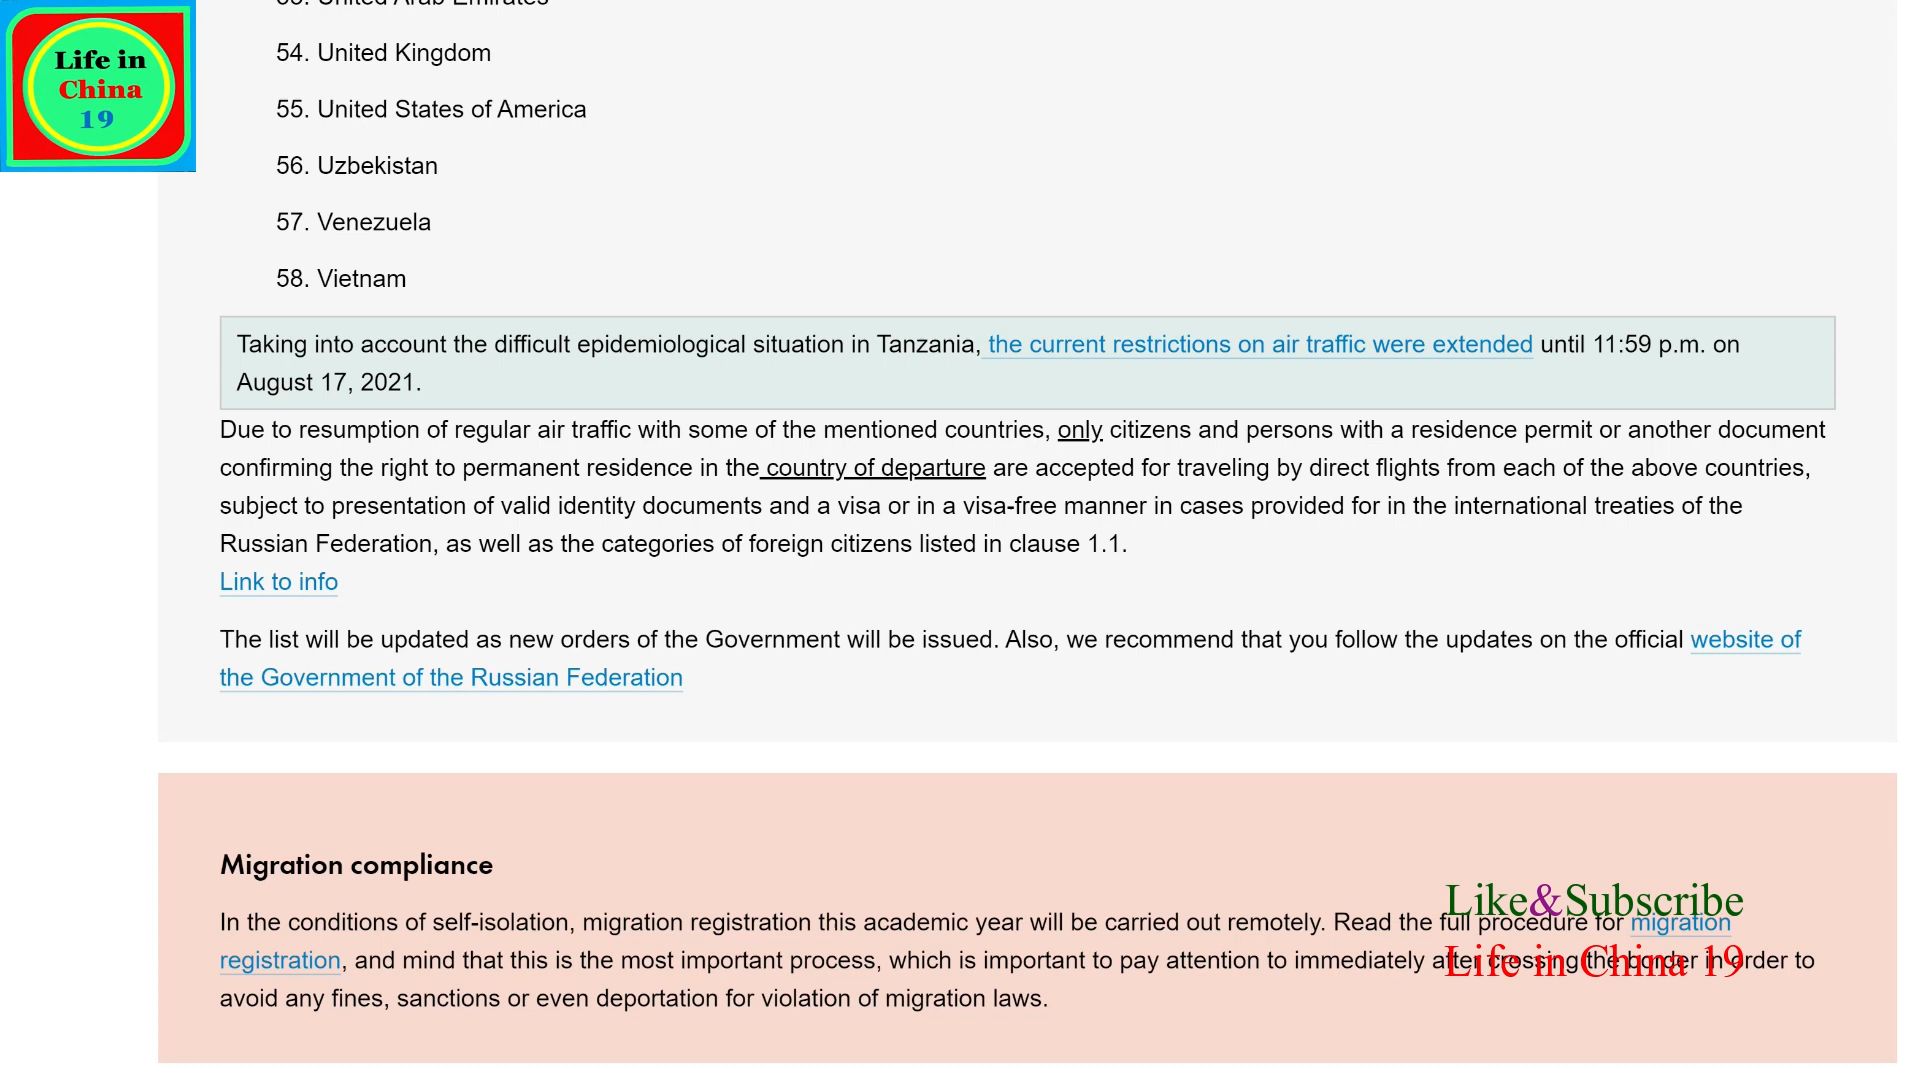 Life in
China
19
53. United Arab Emirates
54. United Kingdom
55. United States of America
56. Uzbekistan
57. Venezuela
58. Vietnam
Taking into account the difficult epidemiological situation in Tanzania, the current restrictions on air traffic were extended until 11:59 p.m. on
August 17, 2021.
Due to resumption of regular air traffic with some of the mentioned countries, only citizens and persons with a residence permit or another document
confirming the right to permanent residence in the country of departure are accepted for traveling by direct flights from each of the above countries,
subject to presentation of valid identity documents and a visa or in a visa-free manner in cases provided for in the international treaties of the
Russian Federation, as well as the categories of foreign citizens listed in clause 1.1.
Link to info
The list will be updated as new orders of the Government will be issued. Also, we recommend that you follow the updates on the official website of
the Government of the Russian Federation
Migration compliance
In the conditions of self-isolation, migration registration this academic year will be carried out remotely. Read the full procedure for migration
registration, and mind that this is the most important process, which is important to pay attention to immediately after crossing the border in order to
avoid any fines, sanctions or even deportation for violation of migration laws.
Like&Subscribe
Life in China 19